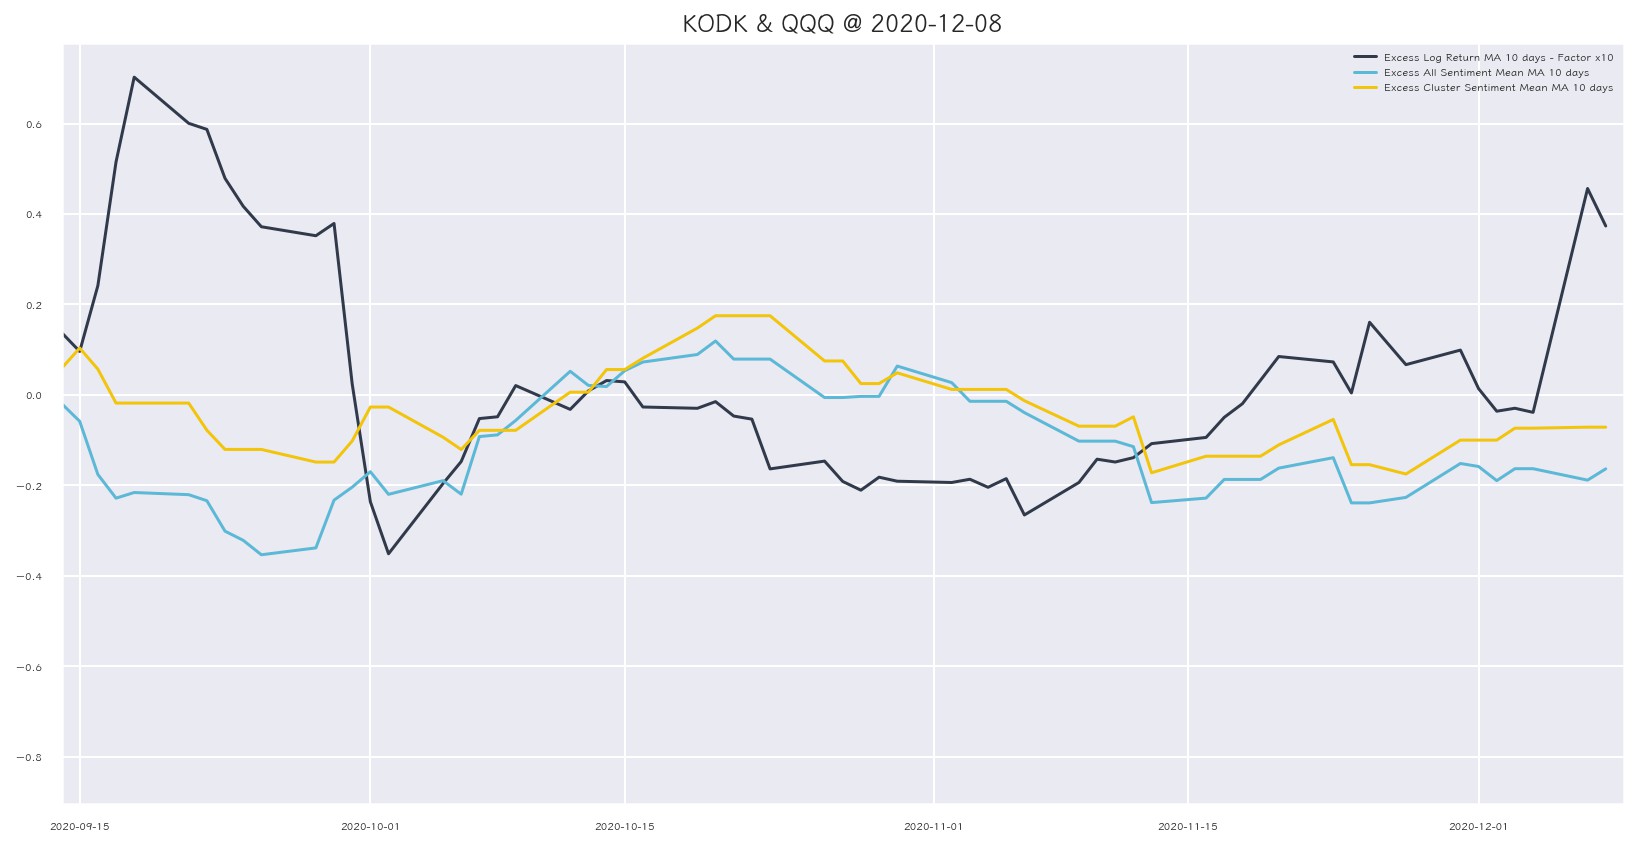 KODK & QQQ @ 2020-12-08
Excess Log Return MA 10 days - Factor x10
Excess All Sentiment Mean MA 10 days
Excess Cluster Sentiment Mean MA 10 days
0.6
0.4
0.2
0.0
−0.2
−0.4
−0.6
−0.8
2020-09-15 2020-10-01 2020-10-15 2020-11-01 2020-11-15 2020-12-01